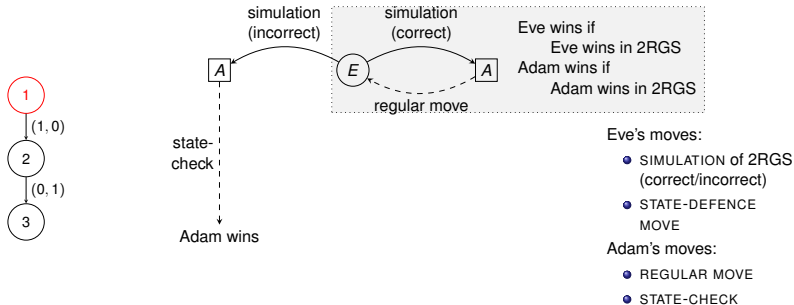 simulation
(incorrect)
simulation
(correct)
Eve wins if
Eve wins in 2RGS
Adam wins if
Adam wins in 2RGS
A
E
A
regular move
1
(1, 0)
2
(0, 1)
3
state-
check
Adam wins
Eve's moves:
SIMULATION of 2RGS
(correct/incorrect)
STATE-DEFENCE
MOVE
Adam's moves:
REGULAR MOVE
STATE-CHECK